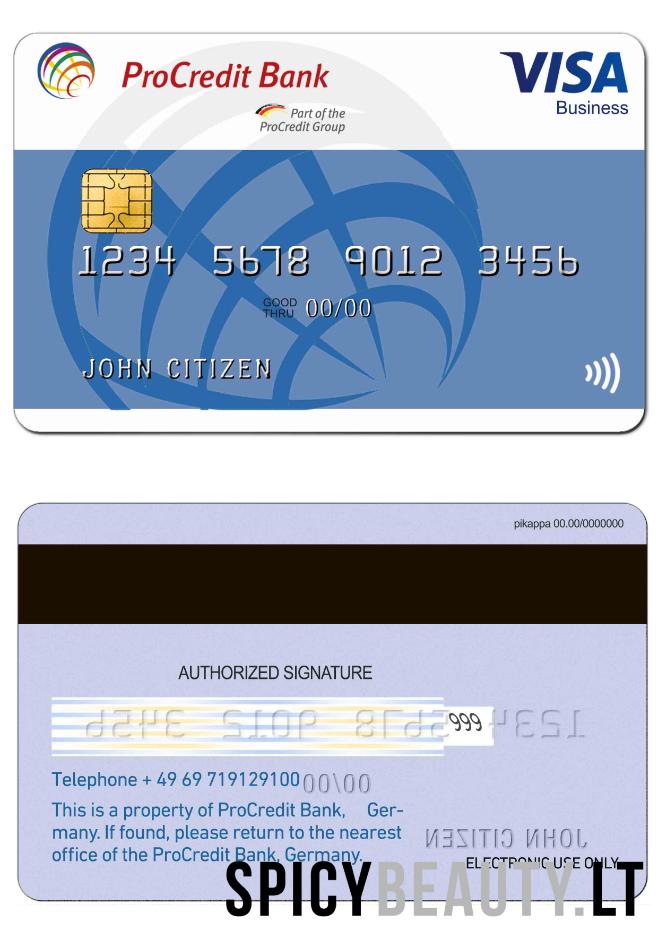 ProCredit Bank
Part of the
ProCredit Group
VISA
Business
1234 5678 9012 3456
GOOD
THRU 00/00
JOHN CITIZEN
pikappa 00.00/0000000
AUTHORIZED SIGNATURE
1234 5678 9012 3456
999
Telephone + 49 69 719129100
00/00
This is a property of ProCredit Bank, Ger-
many. If found, please return to the nearest
office of the ProCredit Bank, Germany.
JOHN CITIZEN
ELECTRONIC USE ONLY
SPICYBEAUTY.LT